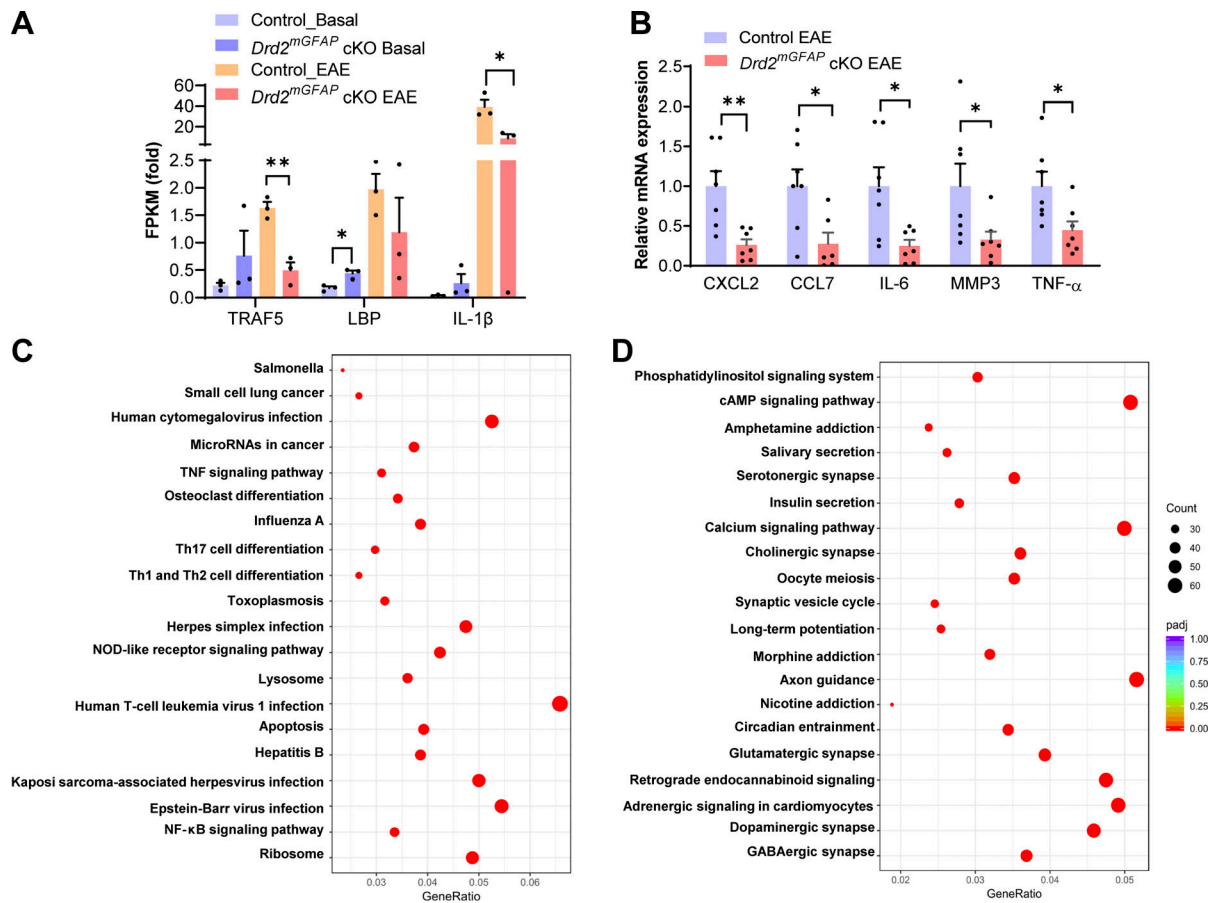 A
Control_Basal
Drd2mGFAP cKO Basal
Control_EAE
Drd2mGFAP cKO EAE
FPKM (fold)
60
40
20
2.5
2.0
1.5
1.0
0.5
0.0
**
*
*
TRAF5 LBP IL-1β
B
Control EAE
Drd2mGFAP cKO EAE
Relative mRNA expression
2.5
2.0
1.5
1.0
0.5
0.0
** * * * *
CXCL2 CCL7 IL-6 MMP3 TNF-α
C
Salmonella
Small cell lung cancer
Human cytomegalovirus infection
MicroRNAs in cancer
TNF signaling pathway
Osteoclast differentiation
Influenza A
Th17 cell differentiation
Th1 and Th2 cell differentiation
Toxoplasmosis
Herpes simplex infection
NOD-like receptor signaling pathway
Lysosome
Human T-cell leukemia virus 1 infection
Apoptosis
Hepatitis B
Kaposi sarcoma-associated herpesvirus infection
Epstein-Barr virus infection
NF-κB signaling pathway
Ribosome
0.03 0.04 0.05 0.06
GeneRatio
D
Phosphatidylinositol signaling system
cAMP signaling pathway
Amphetamine addiction
Salivary secretion
Serotonergic synapse
Insulin secretion
Calcium signaling pathway
Cholinergic synapse
Oocyte meiosis
Synaptic vesicle cycle
Long-term potentiation
Morphine addiction
Axon guidance
Nicotine addiction
Circadian entrainment
Glutamatergic synapse
Retrograde endocannabinoid signaling
Adrenergic signaling in cardiomyocytes
Dopaminergic synapse
GABAergic synapse
0.02 0.03 0.04 0.05
GeneRatio
Count
30
40
50
60
padj
1.00
0.75
0.50
0.25
0.00